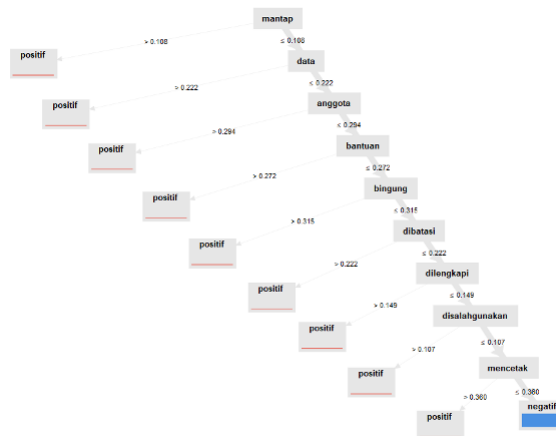 mantap
> 0.108
≤ 0.108
positif
data
> 0.222
≤ 0.222
positif
anggota
> 0.294
≤ 0.294
positif
bantuan
> 0.272
≤ 0.272
positif
bingung
> 0.315
≤ 0.315
positif
dibatasi
> 0.222
≤ 0.222
positif
dilengkapi
> 0.149
≤ 0.149
positif
disalahgunakan
> 0.107
≤ 0.107
positif
mencetak
> 0.360
≤ 0.360
positif
negatif